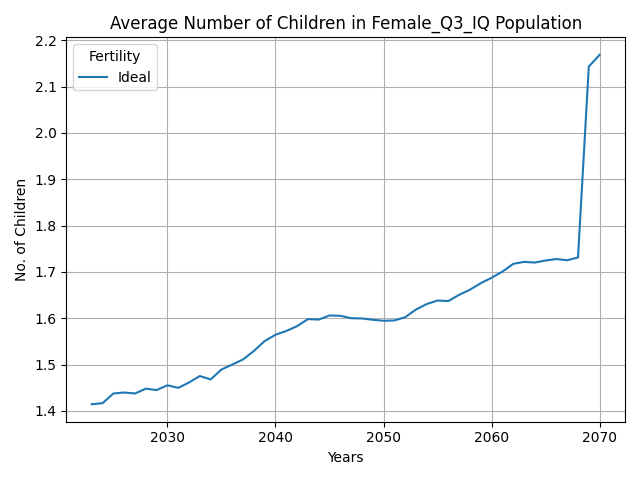 Average Number of Children in Female_Q3_IQ Population
Fertility
Ideal
No. of Children
2.2
2.1
2.0
1.9
1.8
1.7
1.6
1.5
1.4
2030 2040 2050 2060 2070
Years